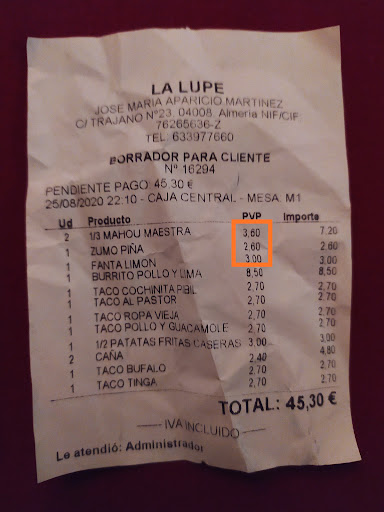 LA LUPE
JOSE MARIA APARICIO MARTINEZ
C/ TRAJANO Nº23, 04008, Almeria NIF/CIF
76265636-Z
TEL: 633977660
BORRADOR PARA CLIENTE
Nº 16294
PENDIENTE PAGO: 45,30 €
25/08/2020 22:10 - CAJA CENTRAL - MESA: M1
Ud Producto PVP Importe
2 1/3 MAHOU MAESTRA 3,60 7,20
1 ZUMO PIÑA 2,60 2,60
1 FANTA LIMON 3,00 3,00
1 BURRITO POLLO Y LIMA 8,50 8,50
1 TACO COCHINITA PIBIL 2,70 2,70
1 TACO AL PASTOR 2,70 2,70
1 TACO ROPA VIEJA 2,70 2,70
1 TACO POLLO Y GUACAMOLE 2,70 2,70
1 1/2 PATATAS FRITAS CASERAS 3,00 3,00
2 CAÑA 2,40 4,80
1 TACO BUFALO 2,70 2,70
1 TACO TINGA 2,70 2,70
TOTAL: 45,30 €
IVA INCLUIDO
Le atendió: Administrador